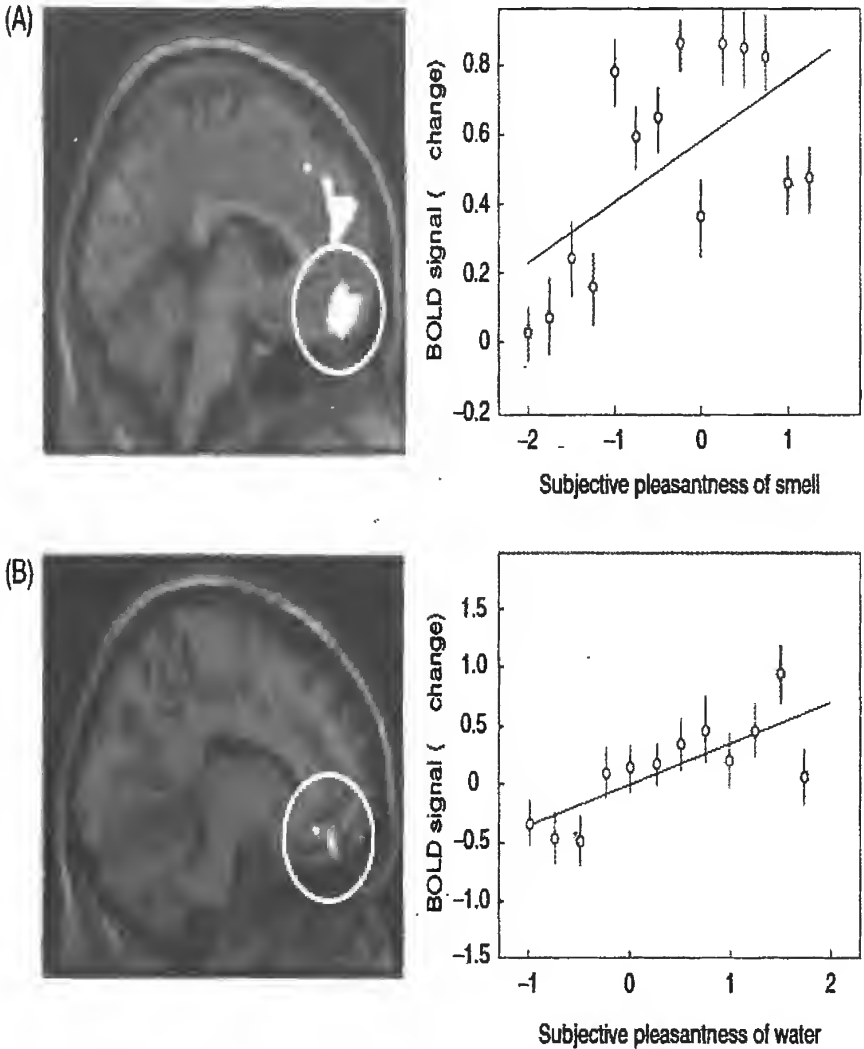 (A)
BOLD signal ( change)
0.8
0.6
0.4
0.2
0
–0.2
–2 –1 0 1
Subjective pleasantness of smell
(B)
BOLD signal ( change)
1.5
1.0
0.5
0
–0.5
–1.0
–1.5
–1 0 1 2
Subjective pleasantness of water